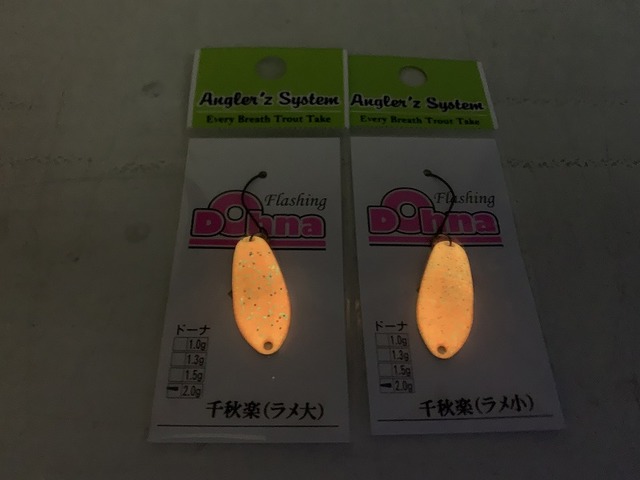 Angler'z System
Every Breath Trout Take
Flashing
Dohna
ドーナ
1.0g
1.3g
1.5g
2.0g
千秋楽(ラメ大)
Angler'z System
Every Breath Trout Take
Flashing
Dohna
ドーナ
1.0g
1.3g
1.5g
2.0g
千秋楽(ラメ小)